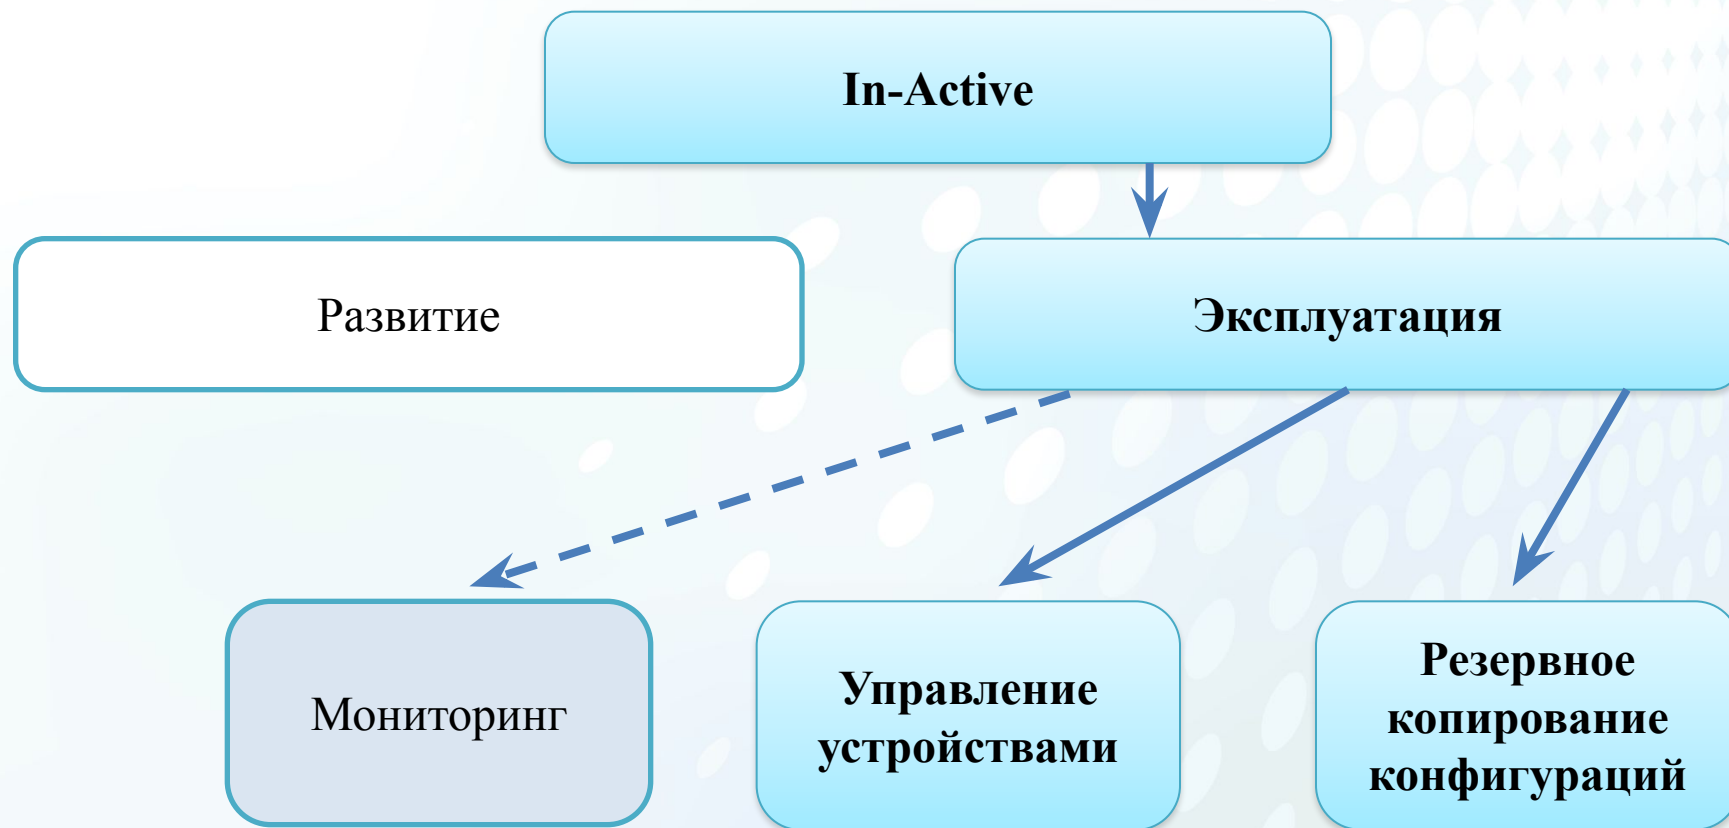 In-Active
Развитие
Эксплуатация
Мониторинг
Управление
устройствами
Резервное
копирование
конфигураций